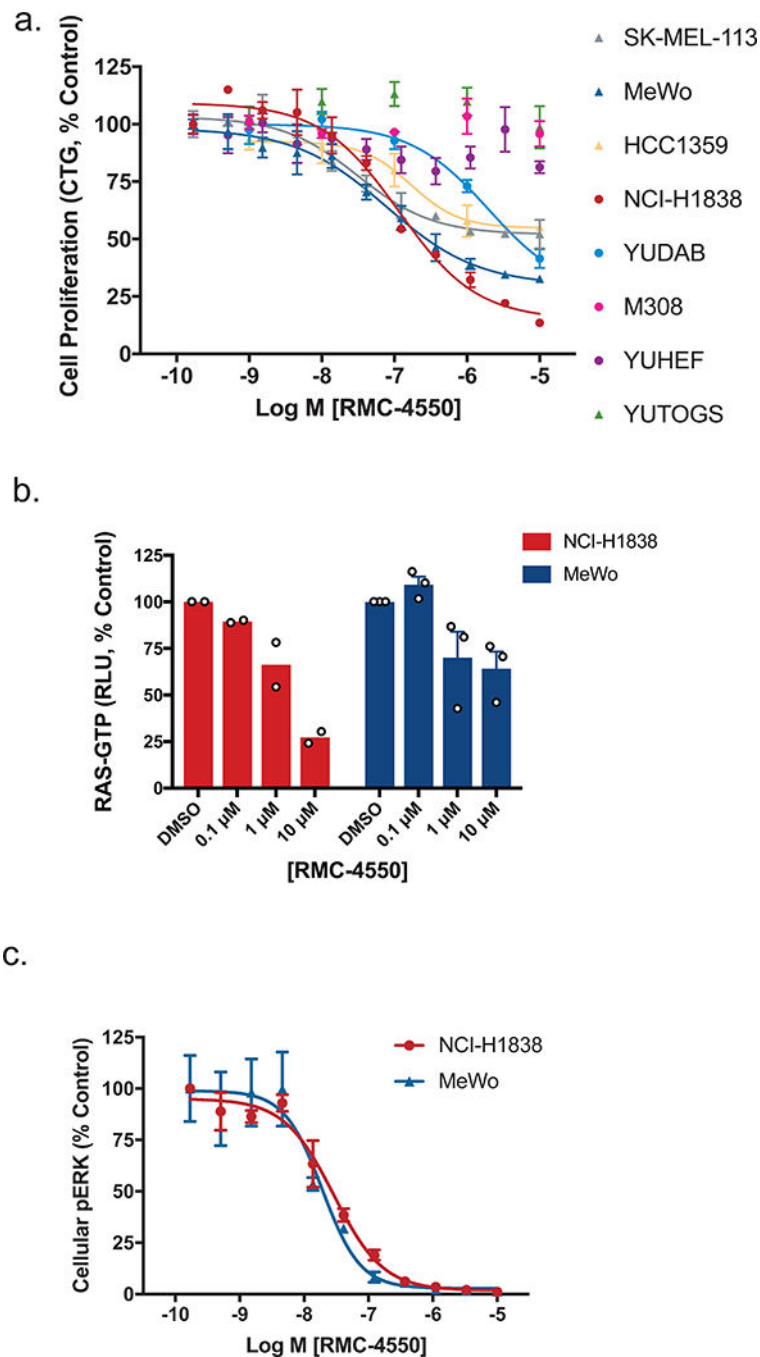 a.
Cell Proliferation (CTG, % Control)
125
100
75
50
25
0
-10 -9 -8 -7 -6 -5
Log M [RMC-4550]
SK-MEL-113
MeWo
HCC1359
NCI-H1838
YUDAB
M308
YUHEF
YUTOGS
b.
RAS-GTP (RLU, % Control)
125
100
75
50
25
0
DMSO 0.1 µM 1 µM 10 µM DMSO 0.1 µM 1 µM 10 µM
[RMC-4550]
NCI-H1838
MeWo
c.
Cellular pERK (% Control)
125
100
75
50
25
0
-10 -9 -8 -7 -6 -5
Log M [RMC-4550]
NCI-H1838
MeWo